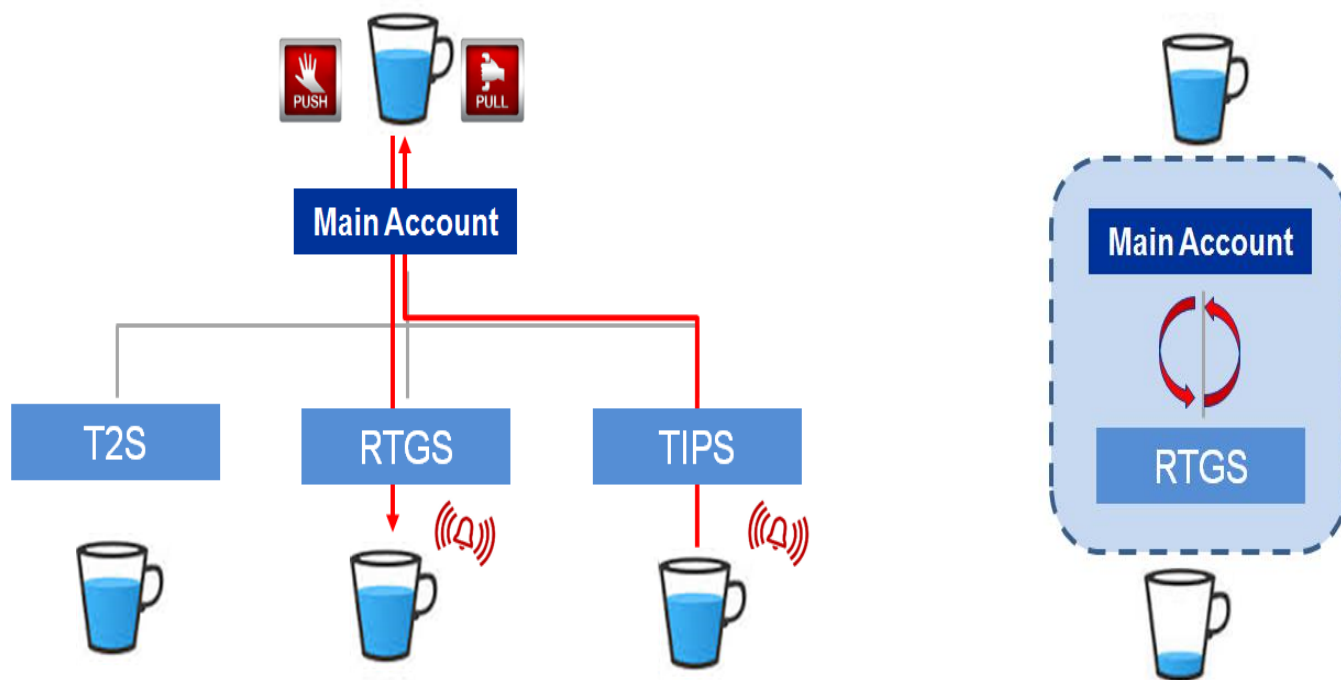 PUSH
PULL
Main Account
T2S
RTGS
TIPS
Main Account
RTGS